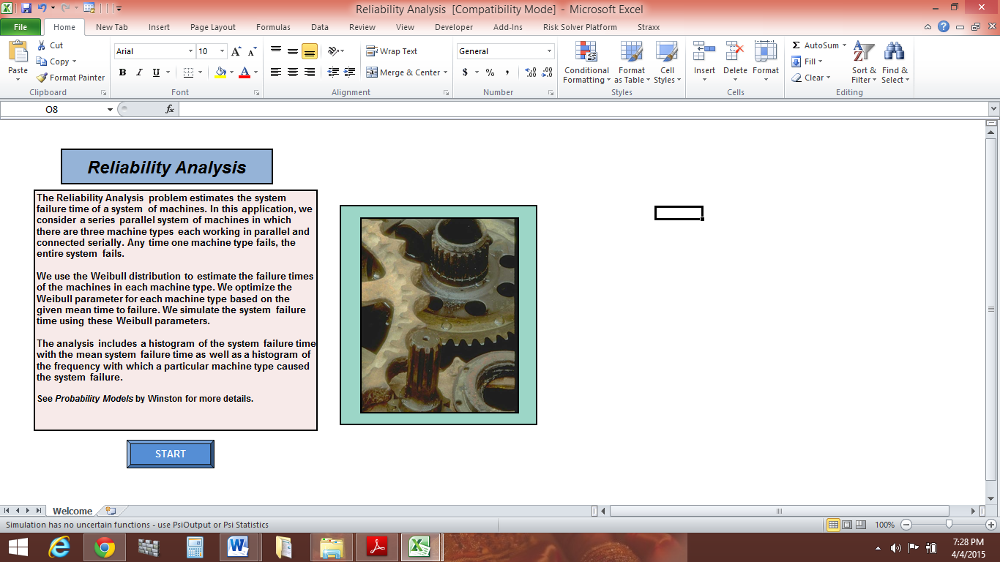 Reliability Analysis [Compatibility Mode] - Microsoft Excel
File Home New Tab Insert Page Layout Formulas Data Review View Developer Add-Ins Risk Solver Platform Straxx
Paste
Cut
Copy
Format Painter
Clipboard
Arial 10
B I U
Font
Wrap Text
Merge & Center
Alignment
General
$ % , .00 .0
Number
Conditional Formatting
Format as Table
Cell Styles
Styles
Insert Delete Format
Cells
Σ AutoSum
Fill
Clear
Sort & Filter
Find & Select
Editing
O8 fx
Reliability Analysis
The Reliability Analysis problem estimates the system
failure time of a system of machines. In this application, we
consider a series parallel system of machines in which
there are three machine types each working in parallel and
connected serially. Any time one machine type fails, the
entire system fails.
We use the Weibull distribution to estimate the failure times
of the machines in each machine type. We optimize the
Weibull parameter for each machine type based on the
given mean time to failure. We simulate the system failure
time using these Weibull parameters.
The analysis includes a histogram of the system failure time
with the mean system failure time as well as a histogram of
the frequency with which a particular machine type caused
the system failure.
See Probability Models by Winston for more details.
START
Welcome
Simulation has no uncertain functions - use PsiOutput or Psi Statistics
100%
7:28 PM
4/4/2015